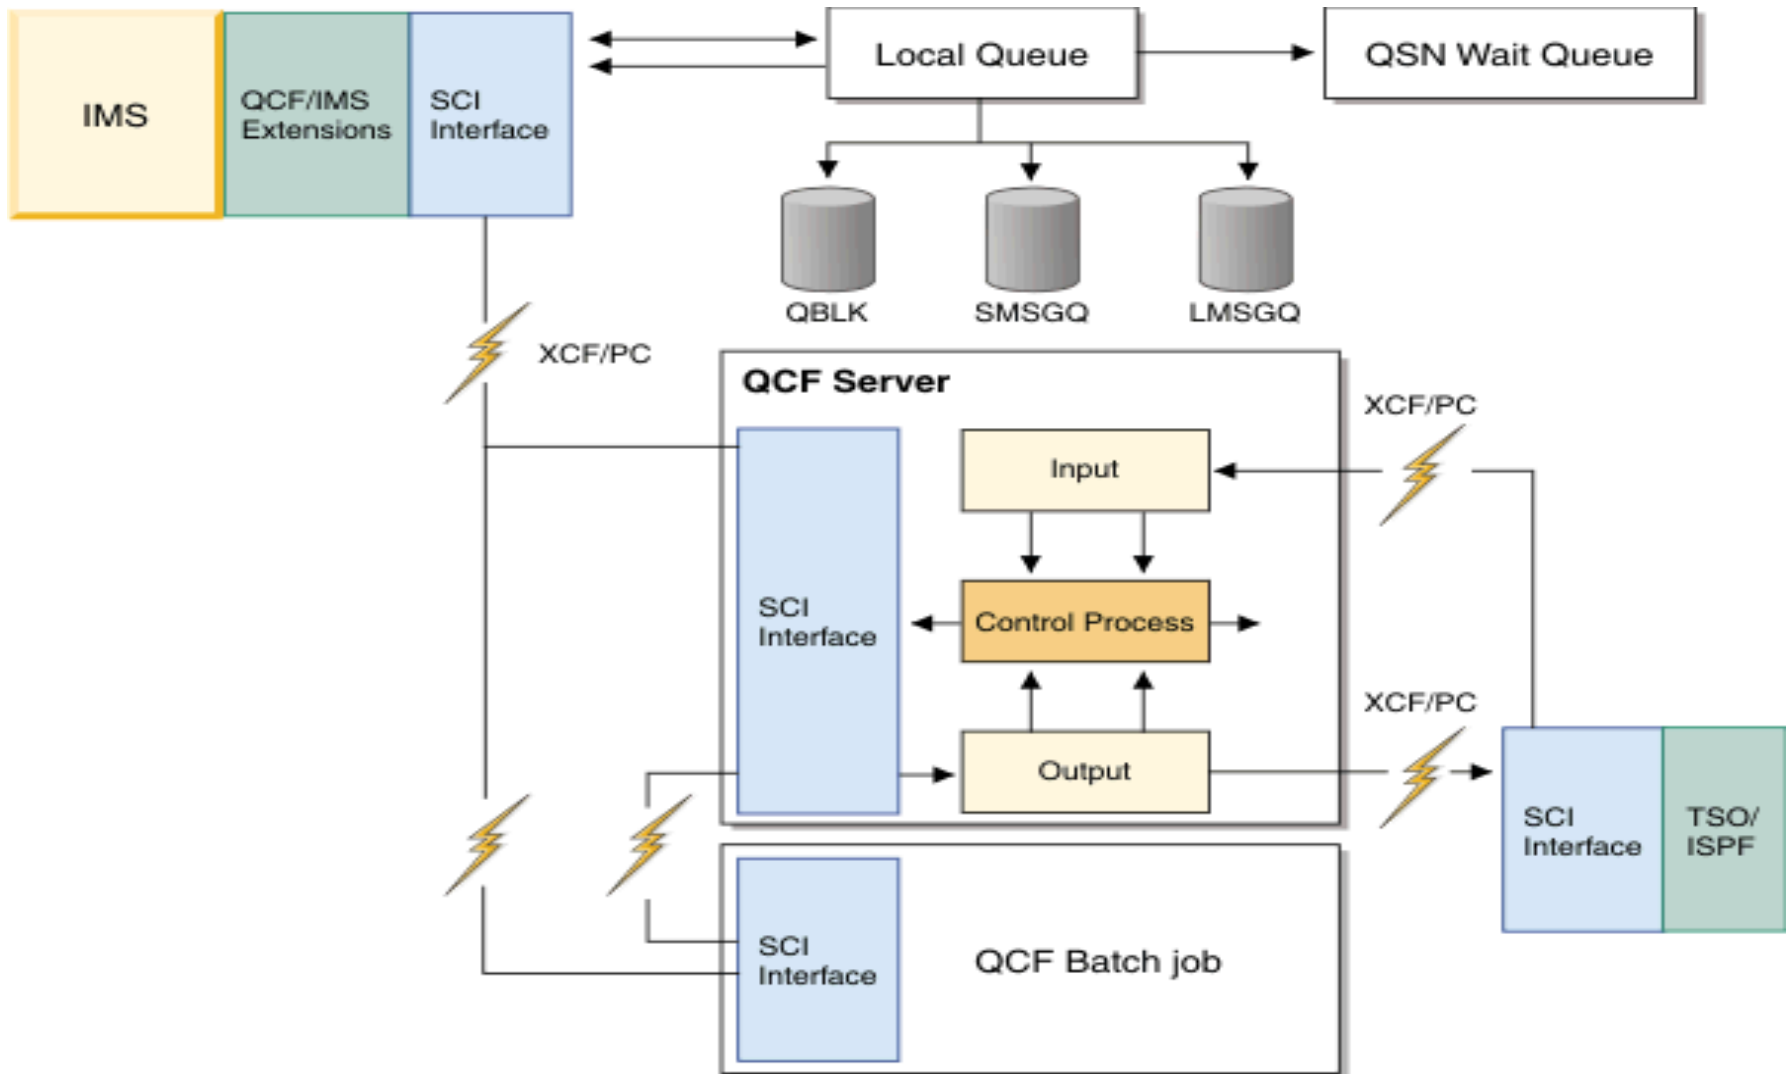 IMS
QCF/IMS
Extensions
SCI
Interface
Local Queue
QSN Wait Queue
QBLK
SMSGQ
LMSGQ
XCF/PC
QCF Server
XCF/PC
Input
SCI
Interface
Control Process
XCF/PC
Output
SCI
Interface
TSO/
ISPF
SCI
Interface
QCF Batch job